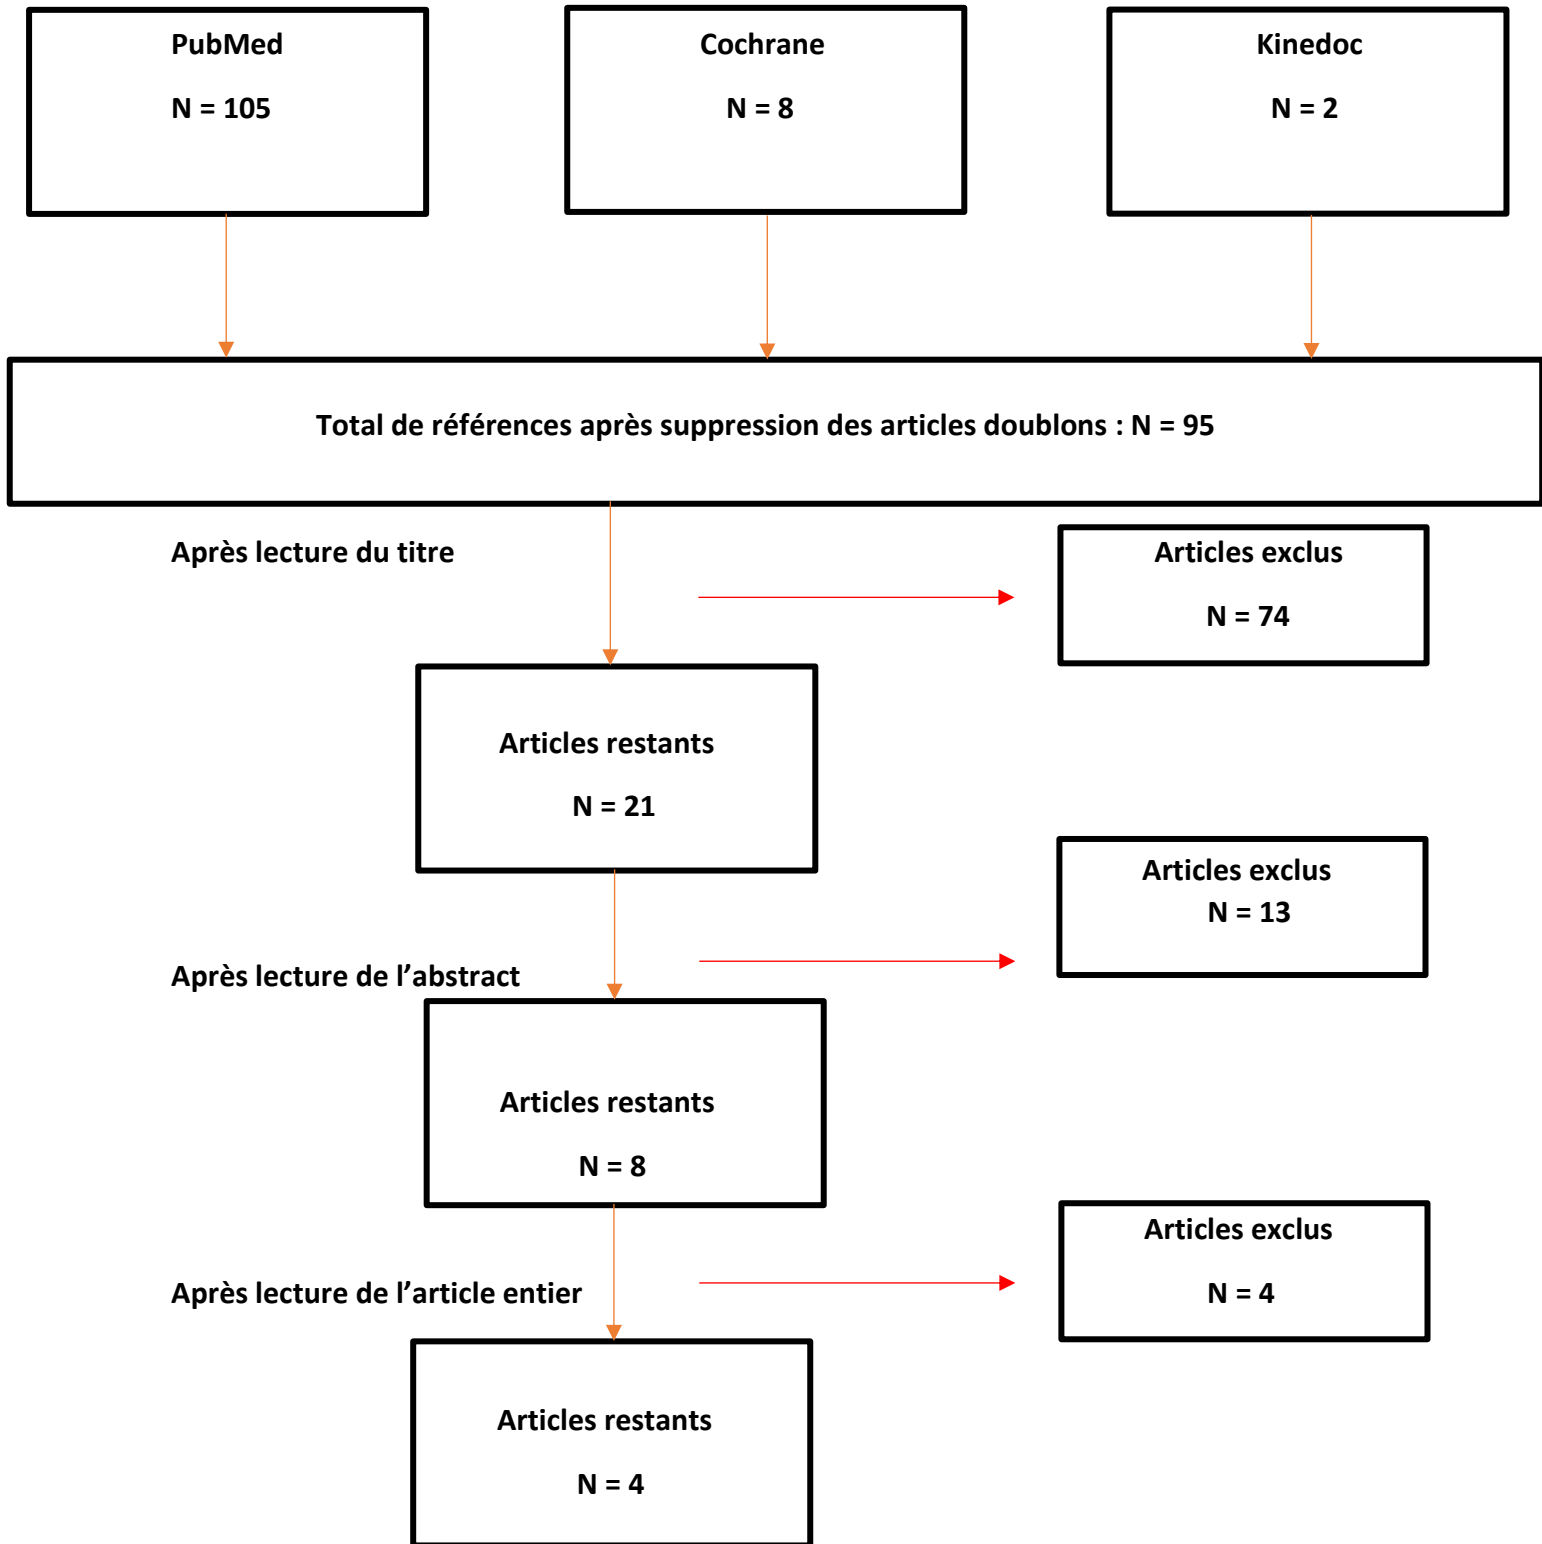 PubMed
N = 105
Cochrane
N = 8
Kinedoc
N = 2
Total de références après suppression des articles doublons : N = 95
Après lecture du titre
Articles exclus
N = 74
Articles restants
N = 21
Articles exclus
N = 13
Après lecture de l’abstract
Articles restants
N = 8
Articles exclus
N = 4
Après lecture de l’article entier
Articles restants
N = 4